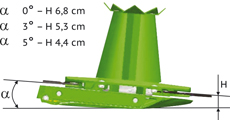 α 0° – H 6,8 cm
α 3° – H 5,3 cm
α 5° – H 4,4 cm
H
α